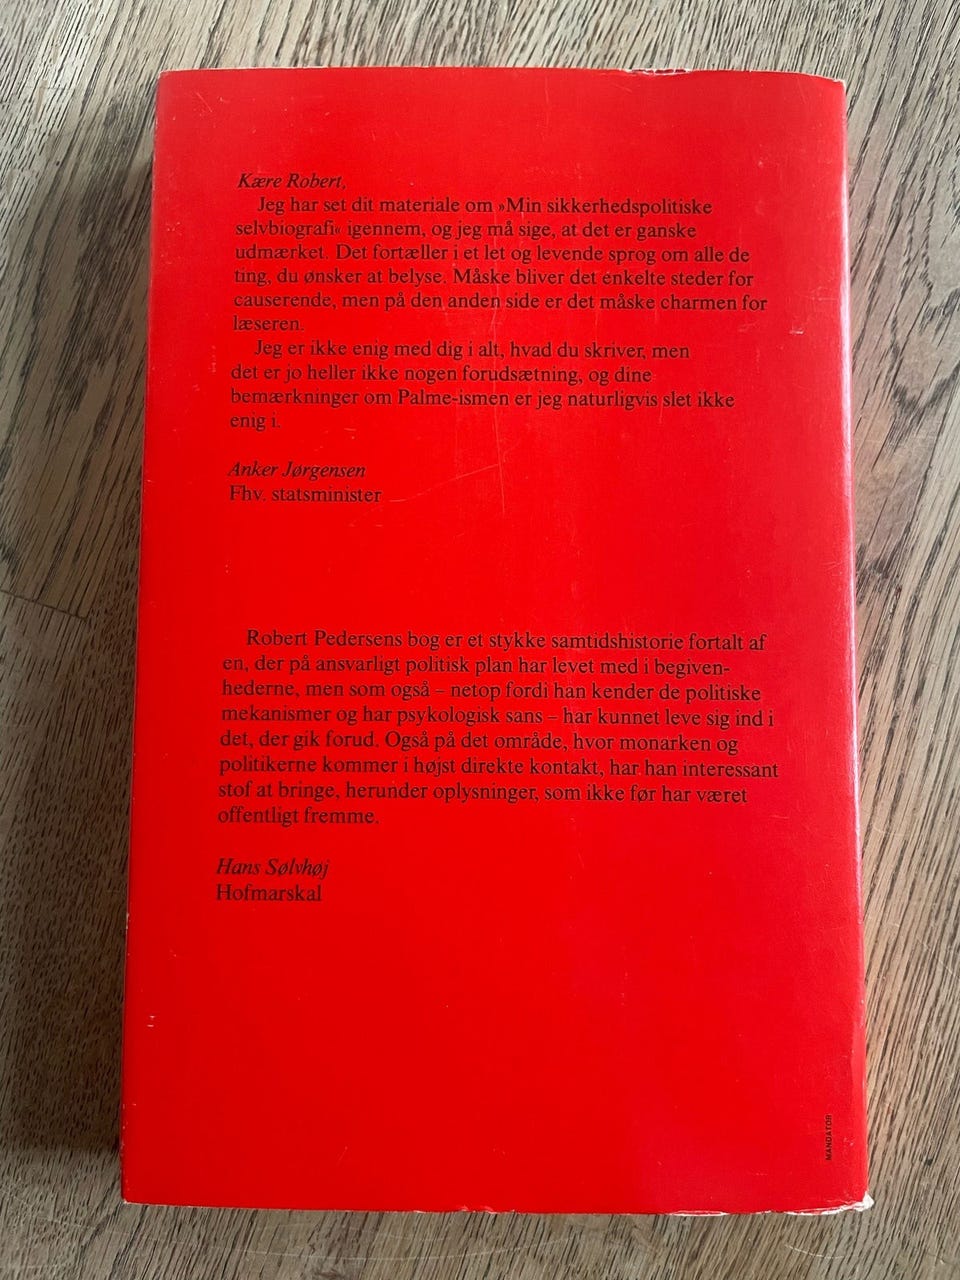 Kære Robert,
Jeg har set dit materiale om »Min sikkerhedspolitiske
selvbiografi« igennem, og jeg må sige, at det er ganske
udmærket. Det fortæller i et let og levende sprog om alle de
ting, du ønsker at belyse. Måske bliver det enkelte steder for
causerende, men på den anden side er det måske charmen for
læseren.
Jeg er ikke enig med dig i alt, hvad du skriver, men
det er jo heller ikke nogen forudsætning, og dine
bemærkninger om Palme-ismen er jeg naturligvis slet ikke
enig i.
Anker Jørgensen
Fhv. statsminister
Robert Pedersens bog er et stykke samtidshistorie fortalt af
en, der på ansvarligt politisk plan har levet med i begiven-
hederne, men som også – netop fordi han kender de politiske
mekanismer og har psykologisk sans – har kunnet leve sig ind i
det, der gik forud. Også på det område, hvor monarken og
politikerne kommer i højst direkte kontakt, har han interessant
stof at bringe, herunder oplysninger, som ikke før har været
offentligt fremme.
Hans Sølvhøj
Hofmarskal
MANDATOR